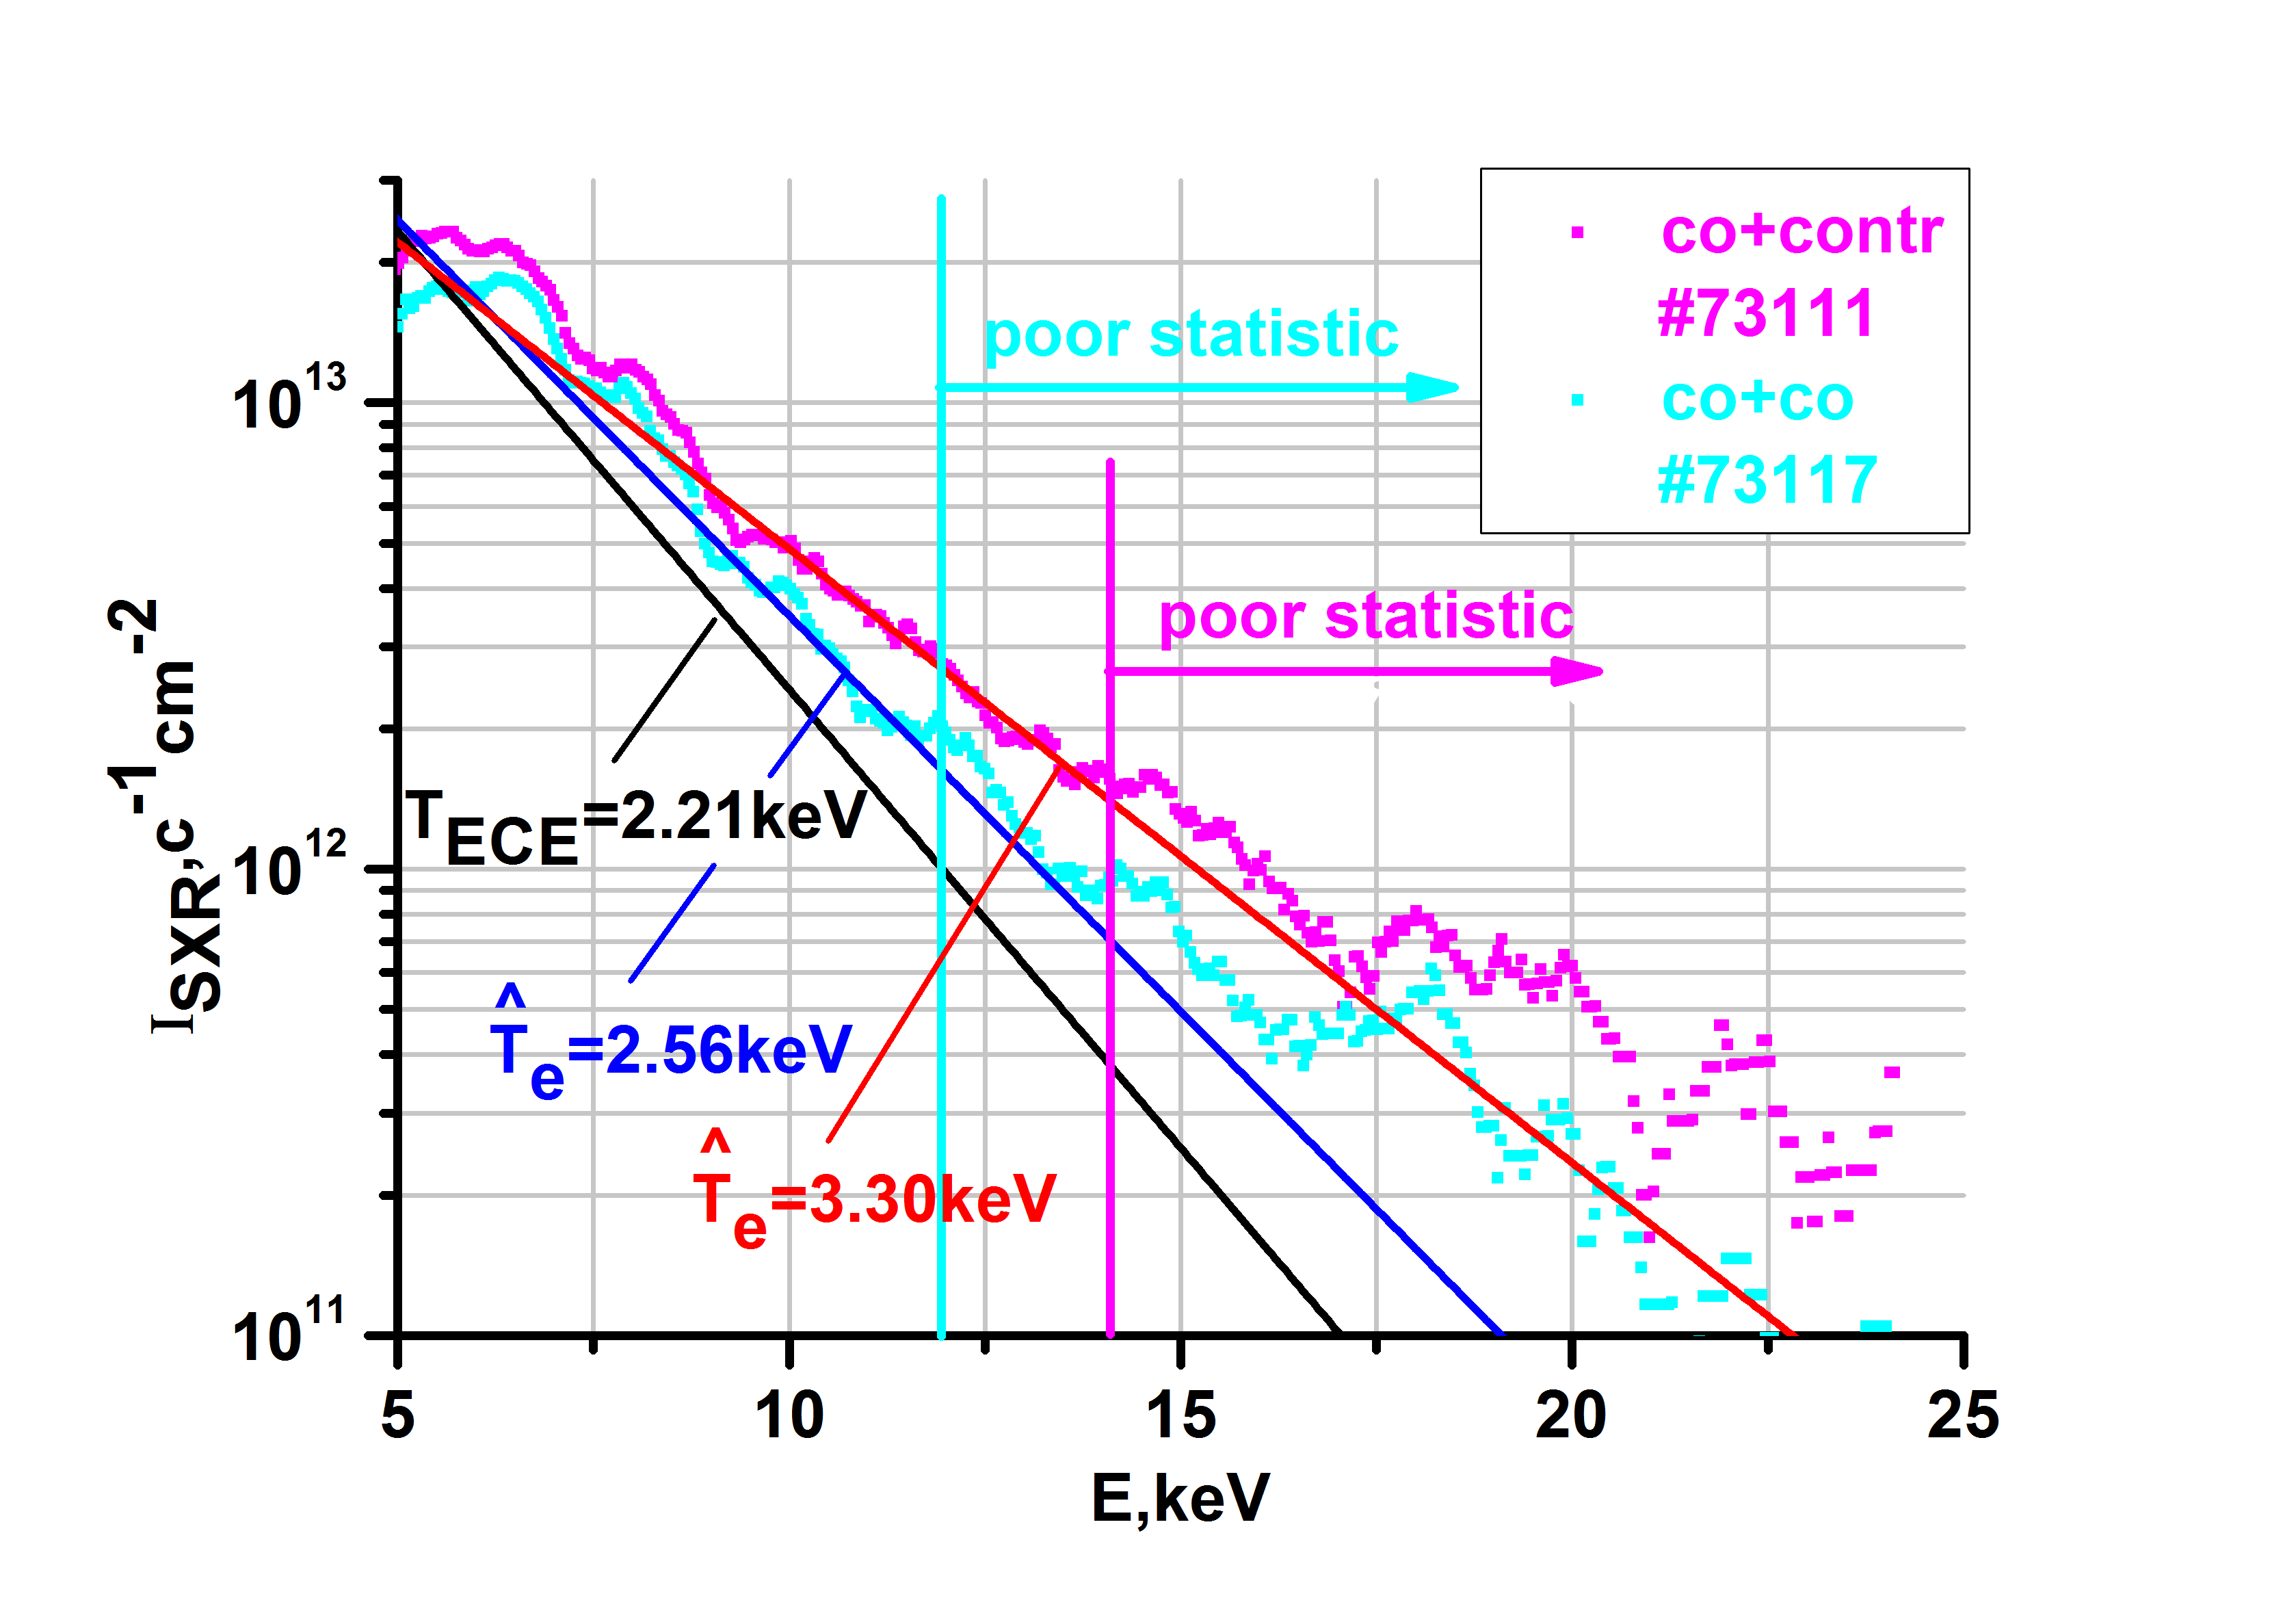 co+contr
#73111
co+co
#73117
poor statistic
poor statistic
10^13
10^12
10^11
I_SXR,c^-1cm^-2
T_ECE=2.21keV
T̂_e=2.56keV
T̂_e=3.30keV
5 10 15 20 25
E,keV